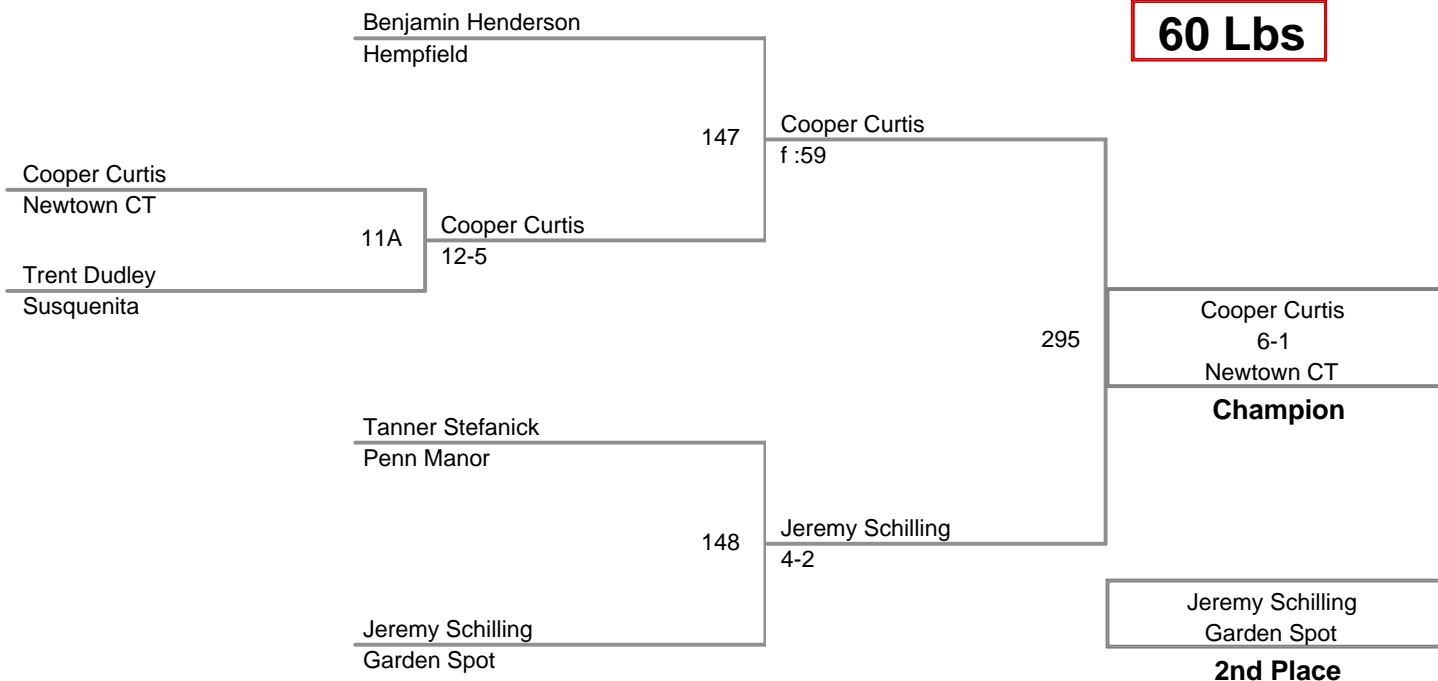 60 Lbs
Benjamin Henderson
Hempfield
147
Cooper Curtis
f :59
Cooper Curtis
Newtown CT
11A
Cooper Curtis
12-5
Trent Dudley
Susquenita
295
Cooper Curtis
6-1
Newtown CT
Champion
Tanner Stefanick
Penn Manor
148
Jeremy Schilling
4-2
Jeremy Schilling
Garden Spot
Jeremy Schilling
Garden Spot
2nd Place